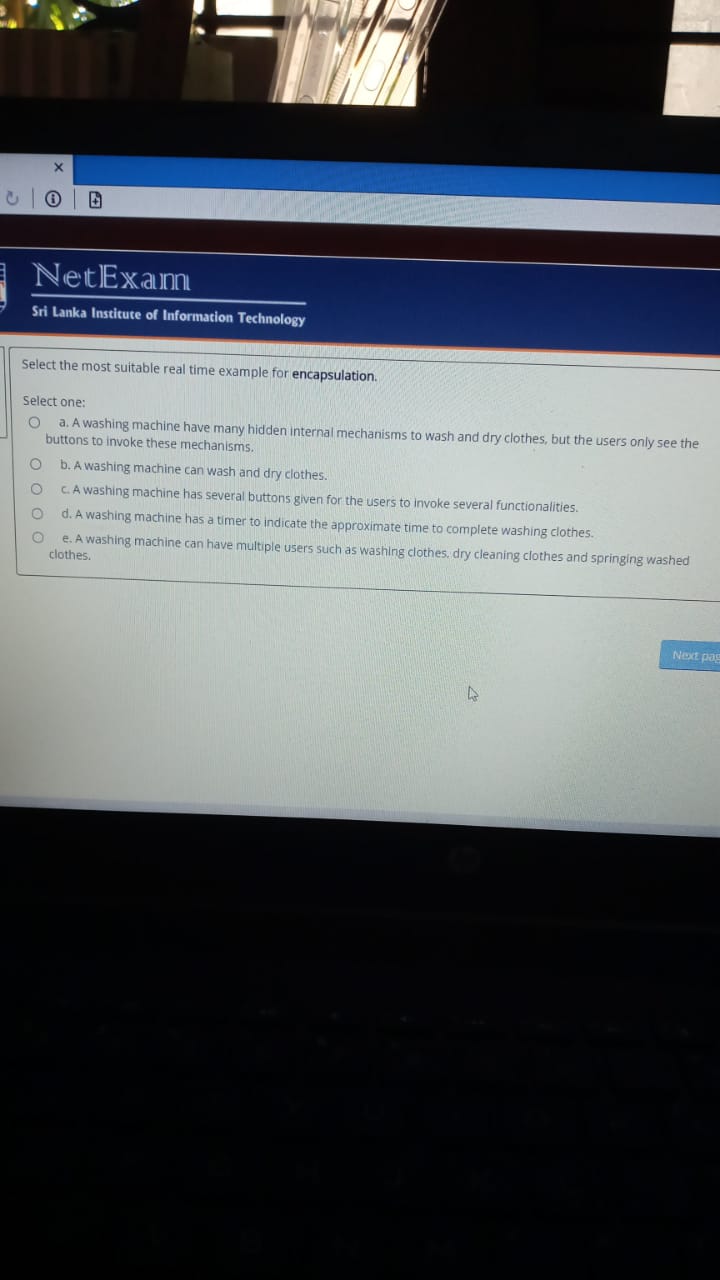 NetExam
Sri Lanka Institute of Information Technology
Select the most suitable real time example for encapsulation.
Select one:
a. A washing machine have many hidden internal mechanisms to wash and dry clothes, but the users only see the
buttons to invoke these mechanisms.
b. A washing machine can wash and dry clothes.
c. A washing machine has several buttons given for the users to invoke several functionalities.
d. A washing machine has a timer to indicate the approximate time to complete washing clothes.
e. A washing machine can have multiple users such as washing clothes, dry cleaning clothes and springing washed
clothes.
Next pag